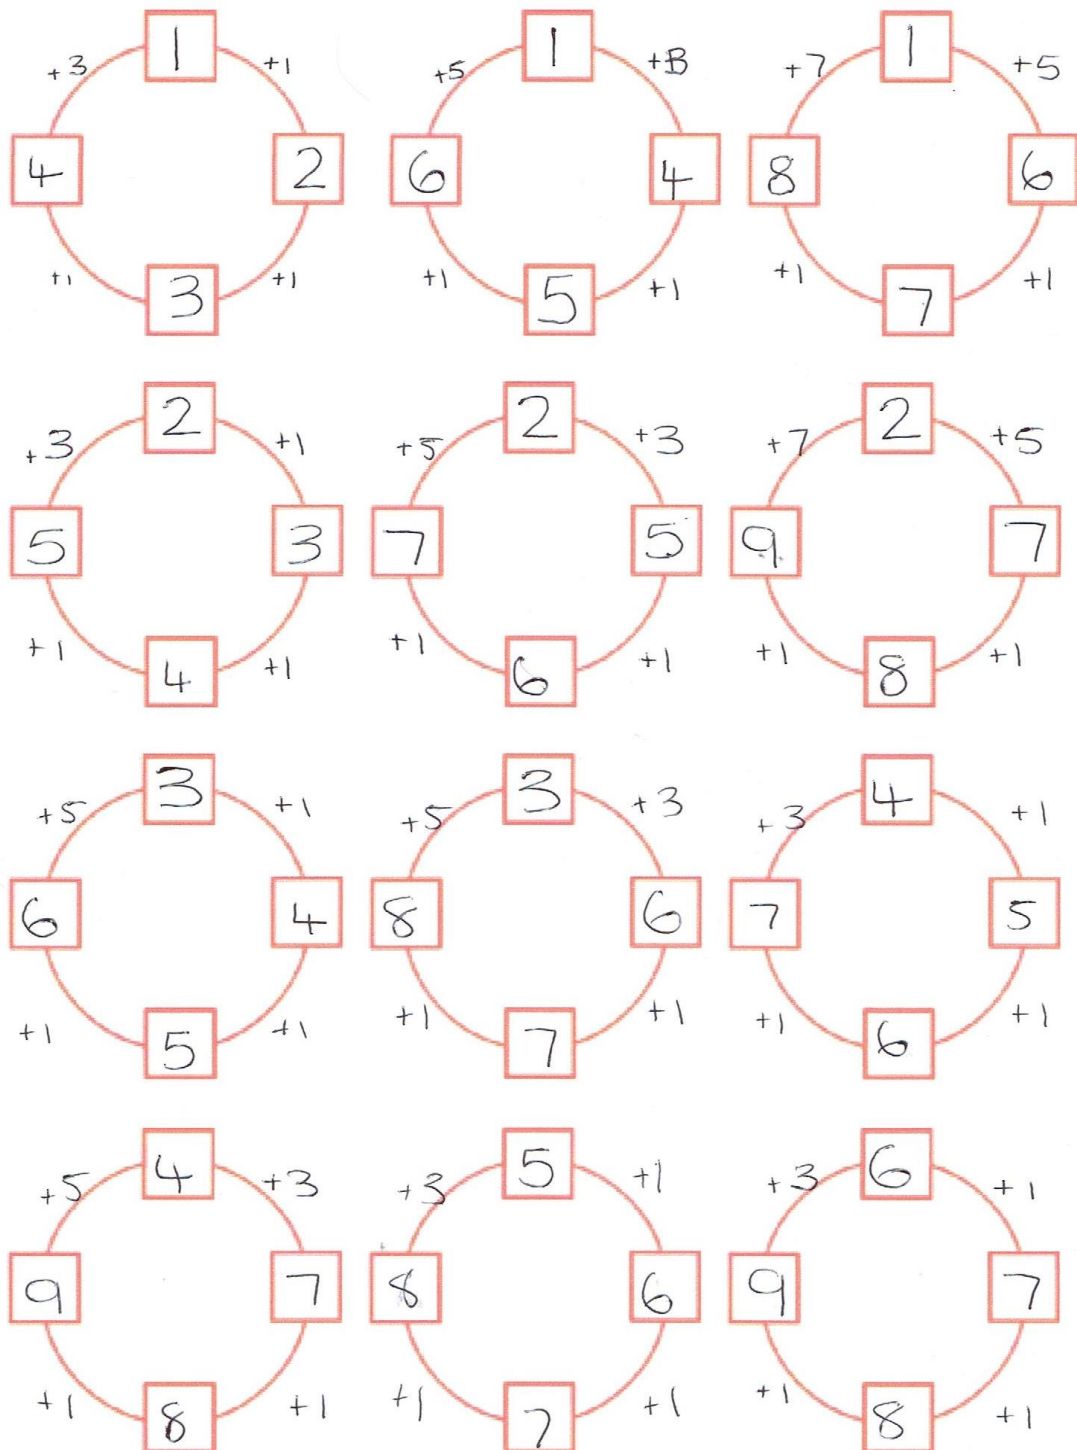 1 1 1
+3 +1 +5 +B +7 +5
4 2 6 4 8 6
+1 +1 +1 +1 +1 +1
3 5 7
2 2 2
+3 +1 +5 +3 +7 +5
5 3 7 5 9 7
+1 +1 +1 +1 +1 +1
4 6 8
3 3 4
+5 +1 +5 +3 +3 +1
6 4 8 6 7 5
+1 +1 +1 +1 +1 +1
5 7 6
4 5 6
+5 +3 +3 +1 +3 +1
9 7 8 6 9 7
+1 +1 +1 +1 +1 +1
8 7 8